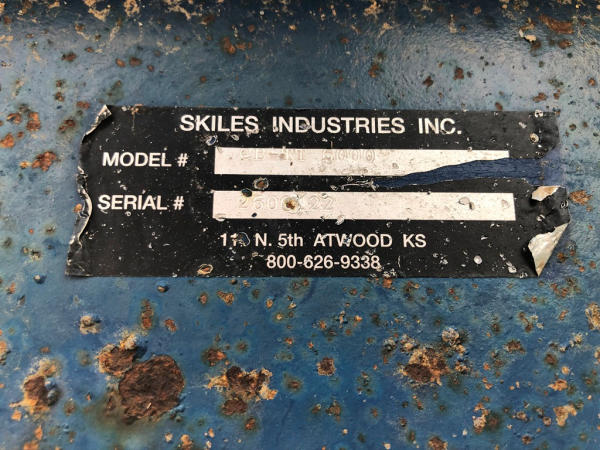 SKILES INDUSTRIES INC.
MODEL #
SERIAL #
N. 5th ATWOOD KS
800-626-9338